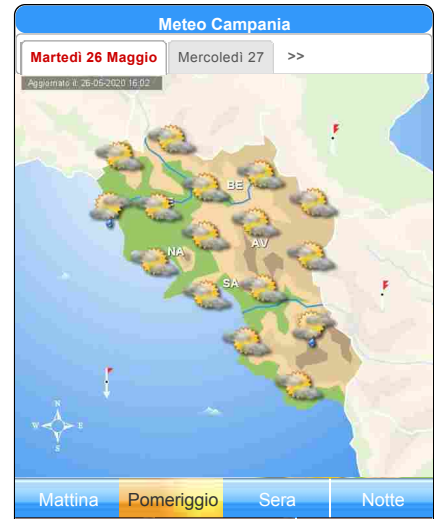 Meteo Campania
Martedì 26 Maggio
Mercoledì 27
>>
Aggiornato il: 26-05-2020 16:02
BE
E
AV
NA
SA
N
W
E
S
Mattina
Pomeriggio
Sera
Notte